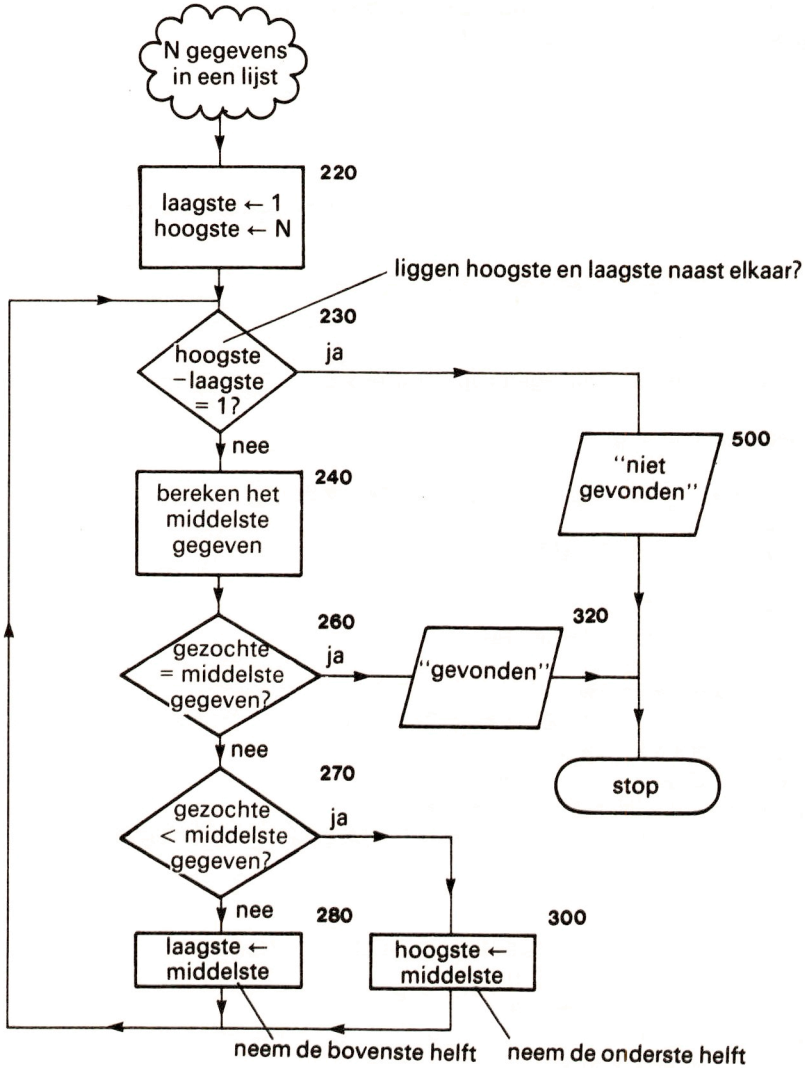 N gegevens
in een lijst
220
laagste ← 1
hoogste ← N
liggen hoogste en laagste naast elkaar?
230
hoogste
−laagste
= 1?
ja
nee
500
"niet
gevonden"
240
bereken het
middelste
gegeven
260
gezochte
= middelste
gegeven?
ja
320
"gevonden"
nee
stop
270
gezochte
< middelste
gegeven?
ja
nee
280
laagste ←
middelste
300
hoogste ←
middelste
neem de bovenste helft
neem de onderste helft